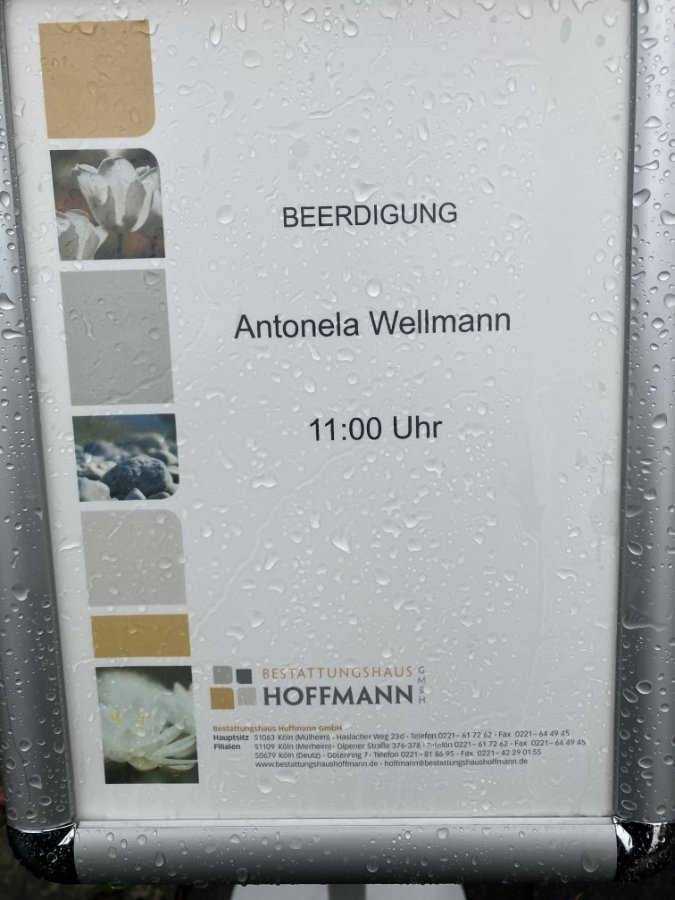 BEERDIGUNG
Antonela Wellmann
11:00 Uhr
BESTATTUNGSHAUS
HOFFMANN
GMBH
Bestattungshaus Hoffmann GmbH
Hauptsitz 51063 Köln (Mülheim) · Haslacher Weg 23d · Telefon 0221– 61 72 62 · Fax 0221– 64 49 45
Filialen 51109 Köln (Merheim) · Olpener Straße 376-378 · Telefon 0221– 61 72 62 · Fax 0221– 64 49 45
50679 Köln (Deutz) · Gotenring 7 · Telefon 0221– 81 86 95 · Fax 0221– 42 29 01 55
www.bestattungshaushoffmann.de · hoffmann@bestattungshaushoffmann.de